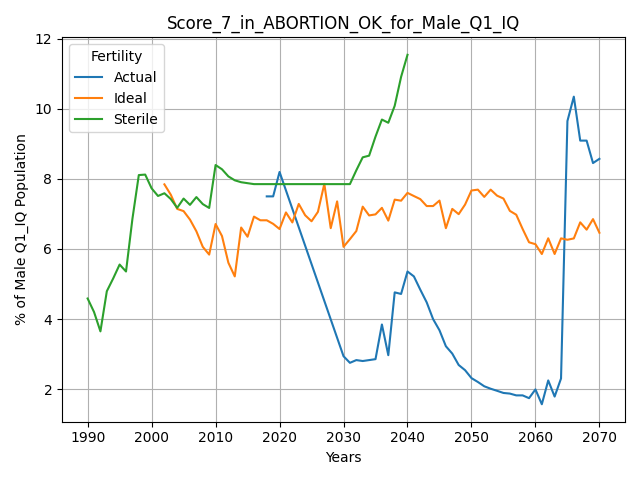 Score_7_in_ABORTION_OK_for_Male_Q1_IQ
Fertility
Actual
Ideal
Sterile
% of Male Q1_IQ Population
12
10
8
6
4
2
1990 2000 2010 2020 2030 2040 2050 2060 2070
Years